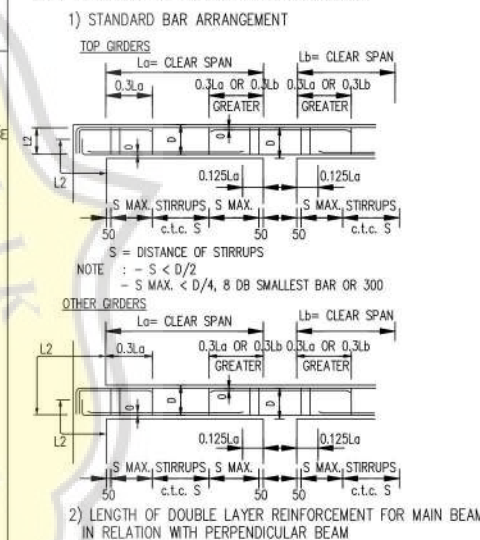 1) STANDARD BAR ARRANGEMENT
TOP GIRDERS
La= CLEAR SPAN
Lb= CLEAR SPAN
0.3La
0.3La OR 0.3Lb
GREATER
0.3La OR 0.3Lb
GREATER
L2
D
D
L2
0.125La
0.125La
S MAX. STIRRUPS S MAX. S MAX. STIRRUPS
50 c.t.c. S 50 50 c.t.c. S
S = DISTANCE OF STIRRUPS
NOTE : - S < D/2
- S MAX. < D/4, 8 DB SMALLEST BAR OR 300
OTHER GIRDERS
La= CLEAR SPAN
Lb= CLEAR SPAN
L2
0.3La
0.3La OR 0.3Lb
GREATER
0.3La OR 0.3Lb
GREATER
D
D
L2
0.125La
0.125La
S MAX. STIRRUPS S MAX. S MAX. STIRRUPS
50 c.t.c. S 50 50 c.t.c. S
2) LENGTH OF DOUBLE LAYER REINFORCEMENT FOR MAIN BEAM
IN RELATION WITH PERPENDICULAR BEAM